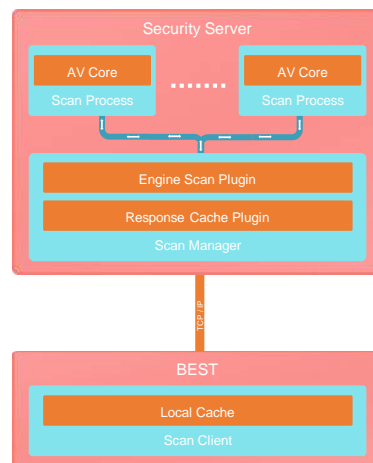 Security Server
AV Core
AV Core
Scan Process
Scan Process
Engine Scan Plugin
Response Cache Plugin
Scan Manager
TCP / IP
BEST
Local Cache
Scan Client